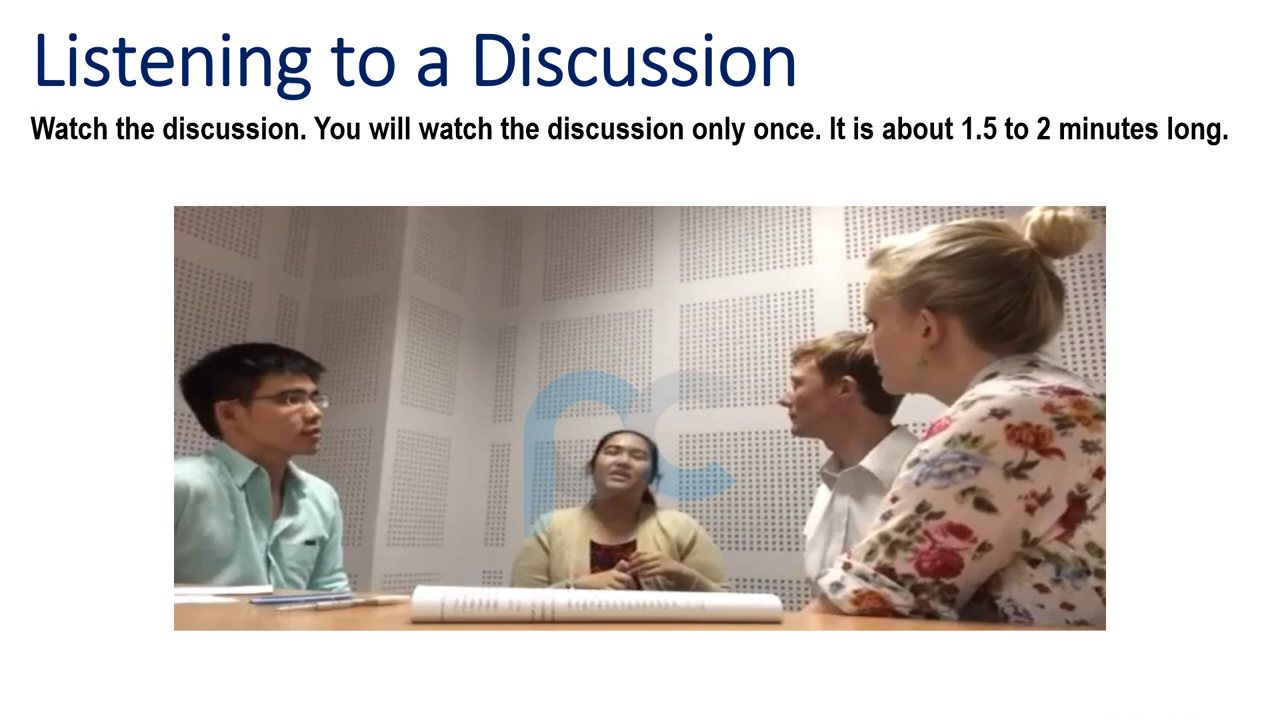 Listening to a Discussion
Watch the discussion. You will watch the discussion only once. It is about 1.5 to 2 minutes long.